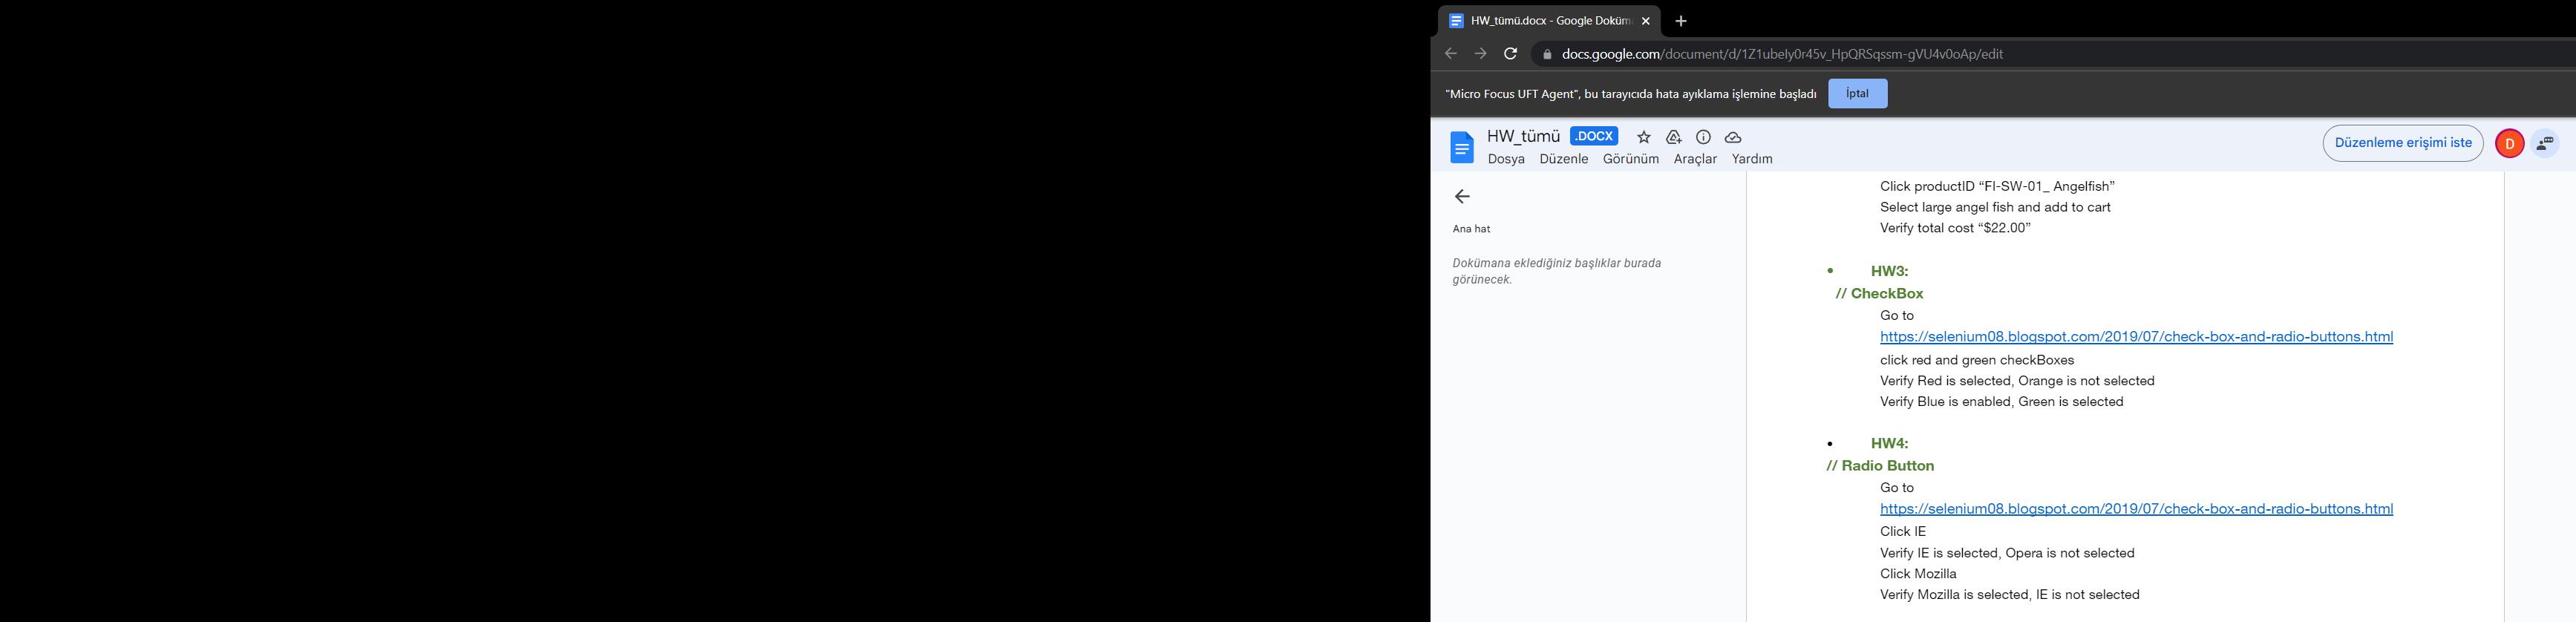 HW_tümü.docx - Google Doküm
docs.google.com/document/d/1Z1ubely0r45v_HpQRSqssm-gVU4v0oAp/edit
"Micro Focus UFT Agent", bu tarayıcıda hata ayıklama işlemine başladı İptal
HW_tümü .DOCX
Dosya Düzenle Görünüm Araçlar Yardım
Düzenleme erişimi iste D
Ana hat
Dokümana eklediğiniz başlıklar burada
görünecek.
Click productID “FI-SW-01_ Angelfish”
Select large angel fish and add to cart
Verify total cost “$22.00”
• HW3:
// CheckBox
Go to
https://selenium08.blogspot.com/2019/07/check-box-and-radio-buttons.html
click red and green checkBoxes
Verify Red is selected, Orange is not selected
Verify Blue is enabled, Green is selected
• HW4:
// Radio Button
Go to
https://selenium08.blogspot.com/2019/07/check-box-and-radio-buttons.html
Click IE
Verify IE is selected, Opera is not selected
Click Mozilla
Verify Mozilla is selected, IE is not selected